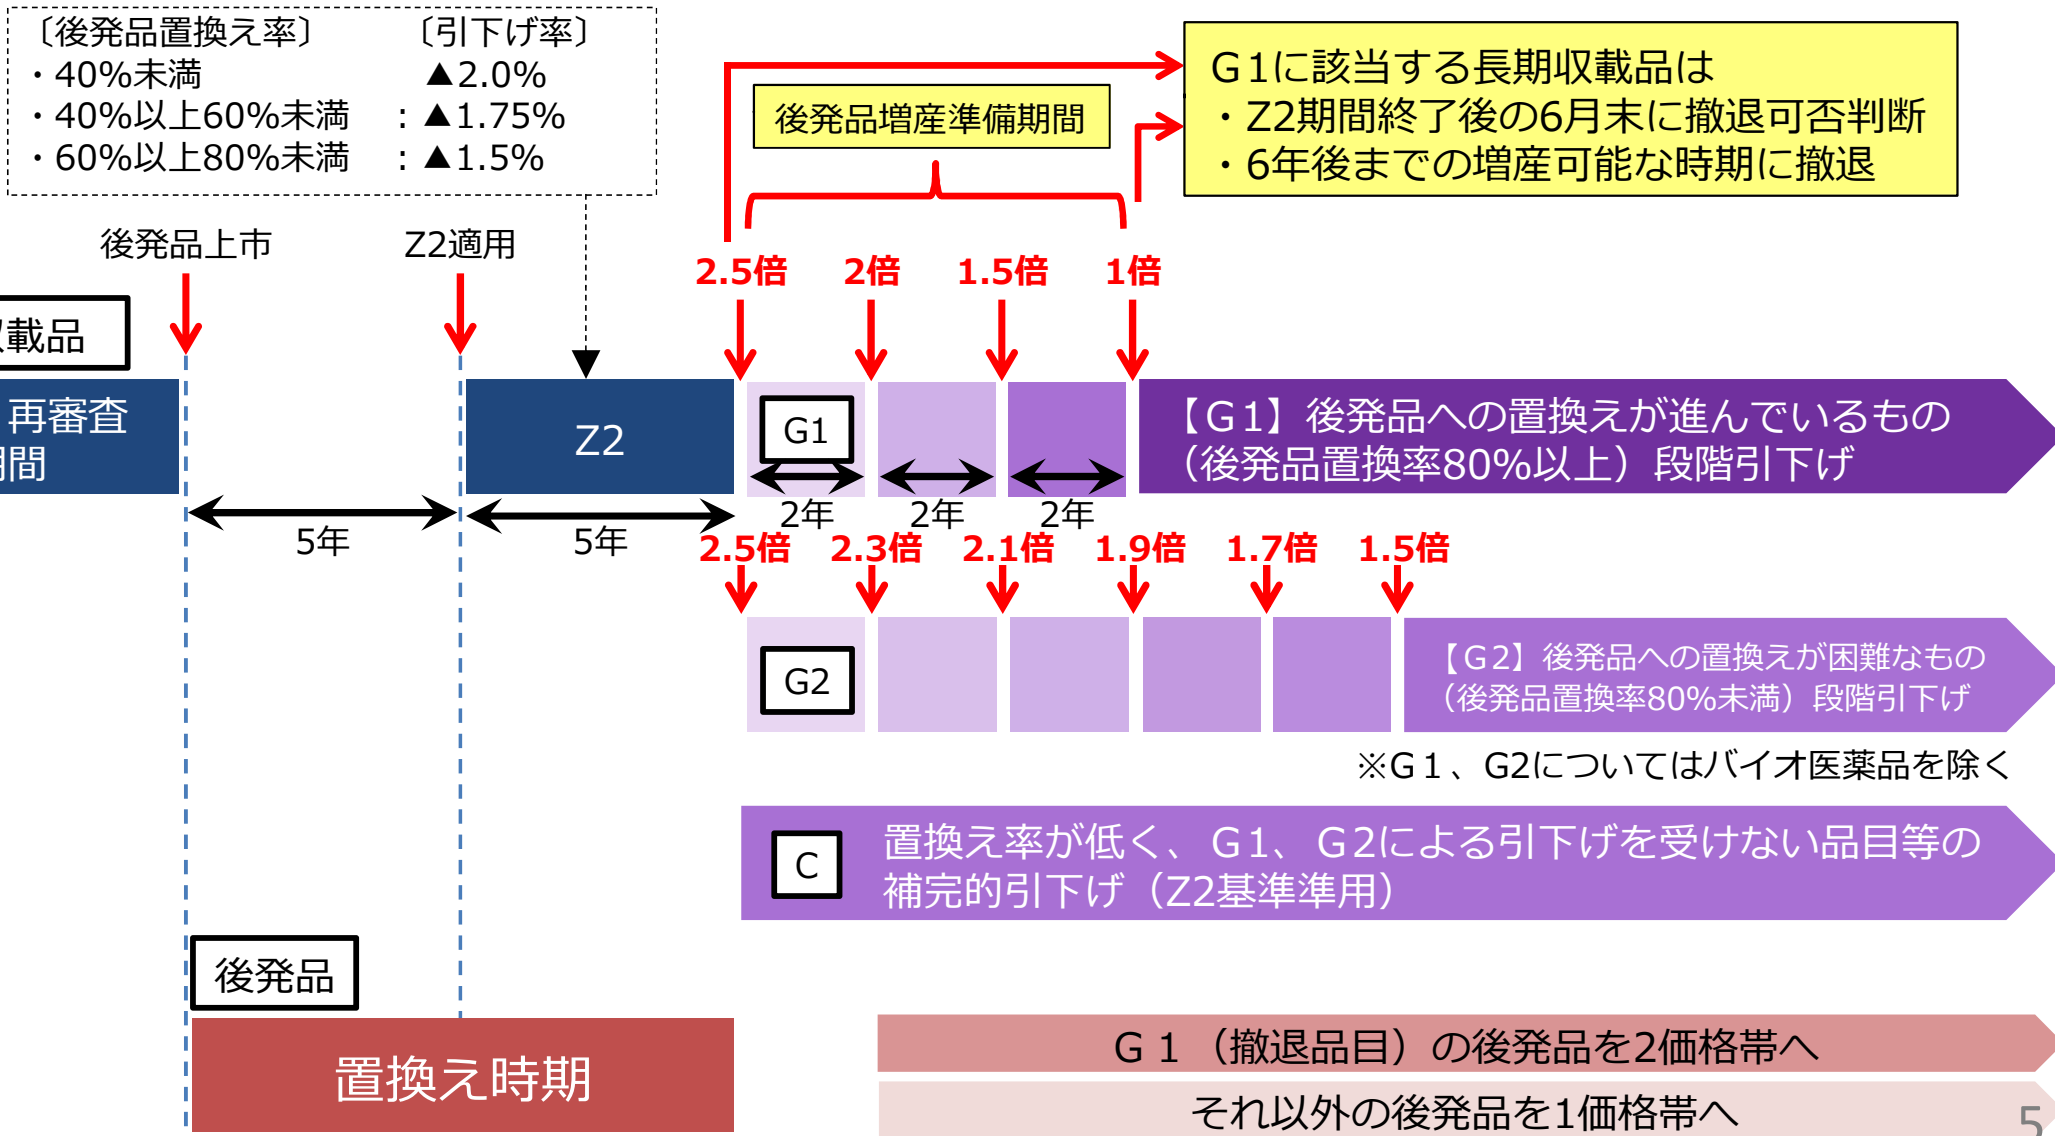 〔後発品置換え率〕 〔引下げ率〕
・40%未満 ▲2.0%
・40%以上60%未満 : ▲1.75%
・60%以上80%未満 : ▲1.5%
G1に該当する長期収載品は
・Z2期間終了後の6月末に撤退可否判断
・6年後までの増産可能な時期に撤退
後発品増産準備期間
後発品上市 Z2適用
2.5倍 2倍 1.5倍 1倍
載品
再審査
間
Z2
G1
【G1】後発品への置換えが進んでいるもの
（後発品置換率80%以上）段階引下げ
5年 5年 2年 2年 2年
2.5倍 2.3倍 2.1倍 1.9倍 1.7倍 1.5倍
G2
【G2】後発品への置換えが困難なもの
（後発品置換率80%未満）段階引下げ
※G１、G2についてはバイオ医薬品を除く
C
置換え率が低く、G1、G2による引下げを受けない品目等の
補完的引下げ（Z2基準準用）
後発品
置換え時期
G１（撤退品目）の後発品を2価格帯へ
それ以外の後発品を1価格帯へ
5